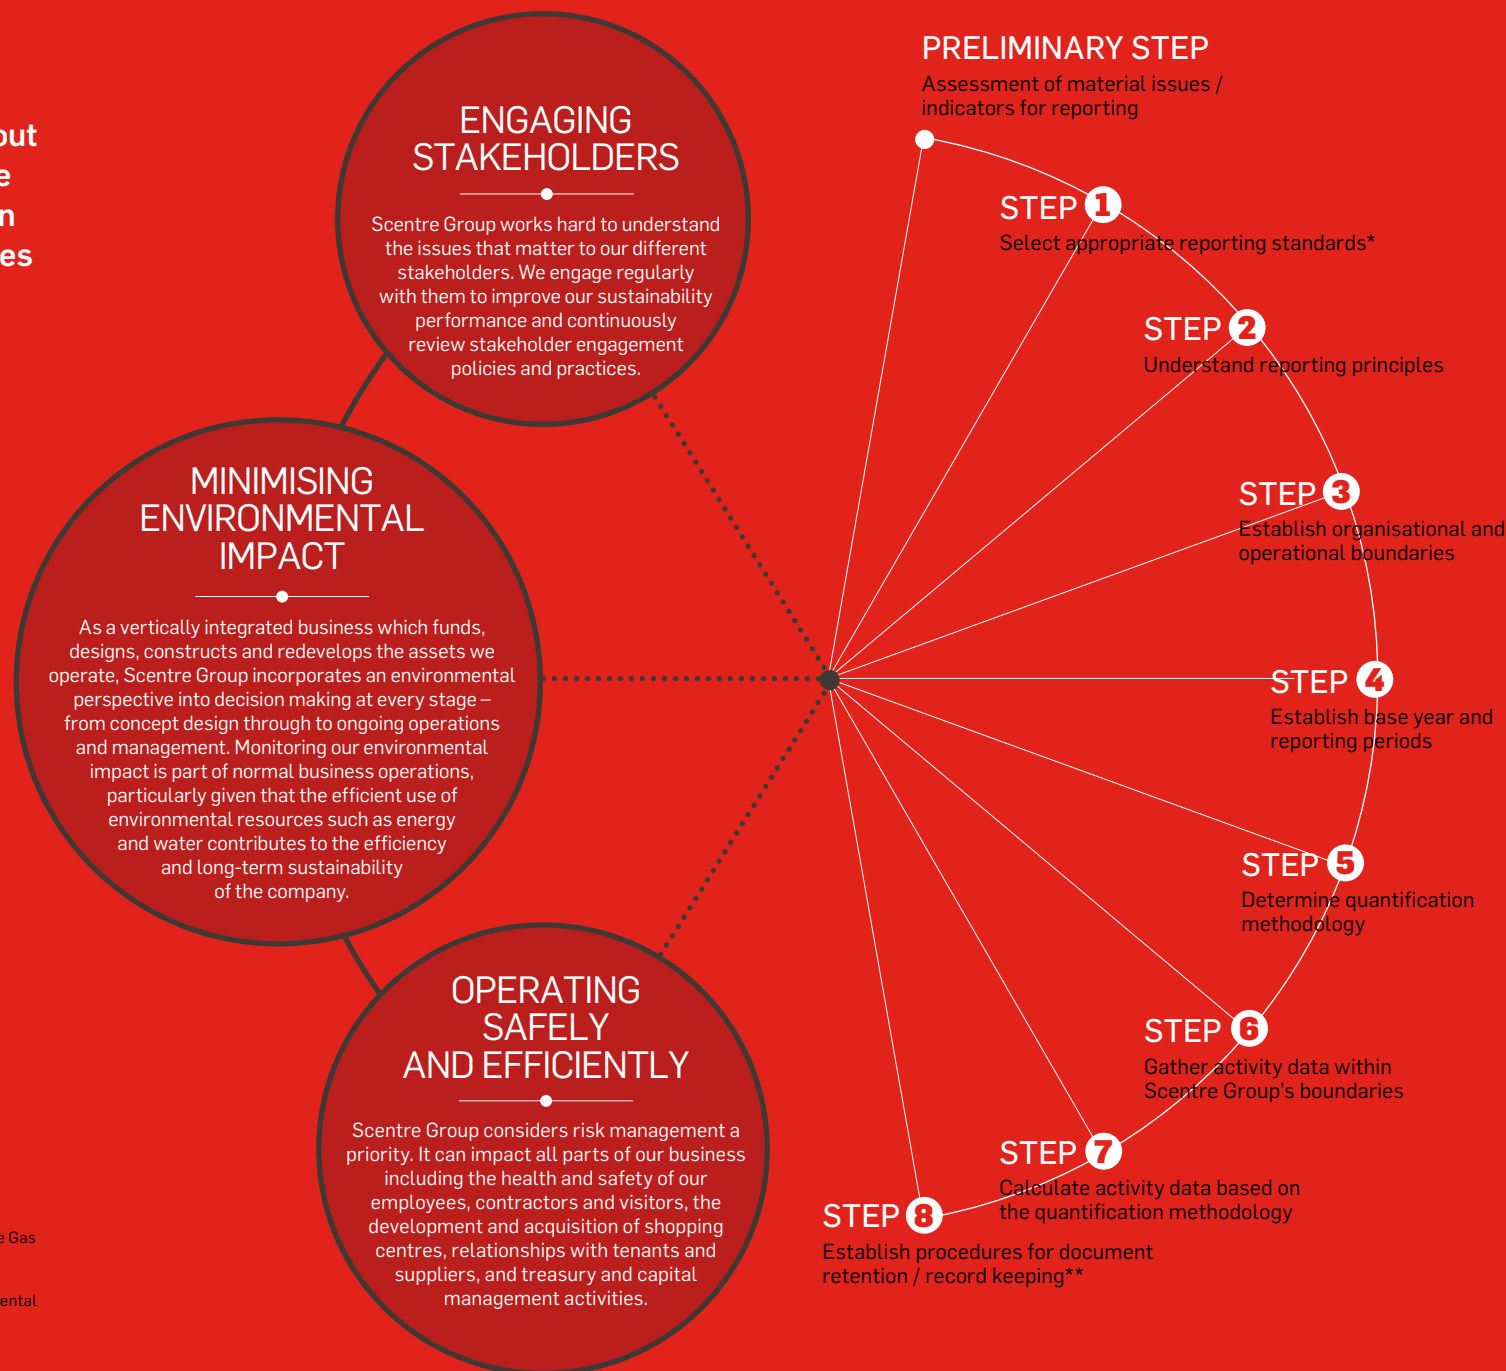 ENGAGING
STAKEHOLDERS
Scentre Group works hard to understand
the issues that matter to our different
stakeholders. We engage regularly
with them to improve our sustainability
performance and continuously
review stakeholder engagement
policies and practices.
MINIMISING
ENVIRONMENTAL
IMPACT
As a vertically integrated business which funds,
designs, constructs and redevelops the assets we
operate, Scentre Group incorporates an environmental
perspective into decision making at every stage –
from concept design through to ongoing operations
and management. Monitoring our environmental
impact is part of normal business operations,
particularly given that the efficient use of
environmental resources such as energy
and water contributes to the efficiency
and long-term sustainability
of the company.
OPERATING
SAFELY
AND EFFICIENTLY
Scentre Group considers risk management a
priority. It can impact all parts of our business
including the health and safety of our
employees, contractors and visitors, the
development and acquisition of shopping
centres, relationships with tenants and
suppliers, and treasury and capital
management activities.
Gas
PRELIMINARY STEP
Assessment of material issues /
indicators for reporting
STEP 1
Select appropriate reporting standards*
STEP 2
Understand reporting principles
STEP 3
Establish organisational and
operational boundaries
STEP 4
Establish base year and
reporting periods
STEP 5
Determine quantification
methodology
STEP 6
Gather activity data within
Scentre Group's boundaries
STEP 7
Calculate activity data based on
the quantification methodology
STEP 8
Establish procedures for document
retention / record keeping**